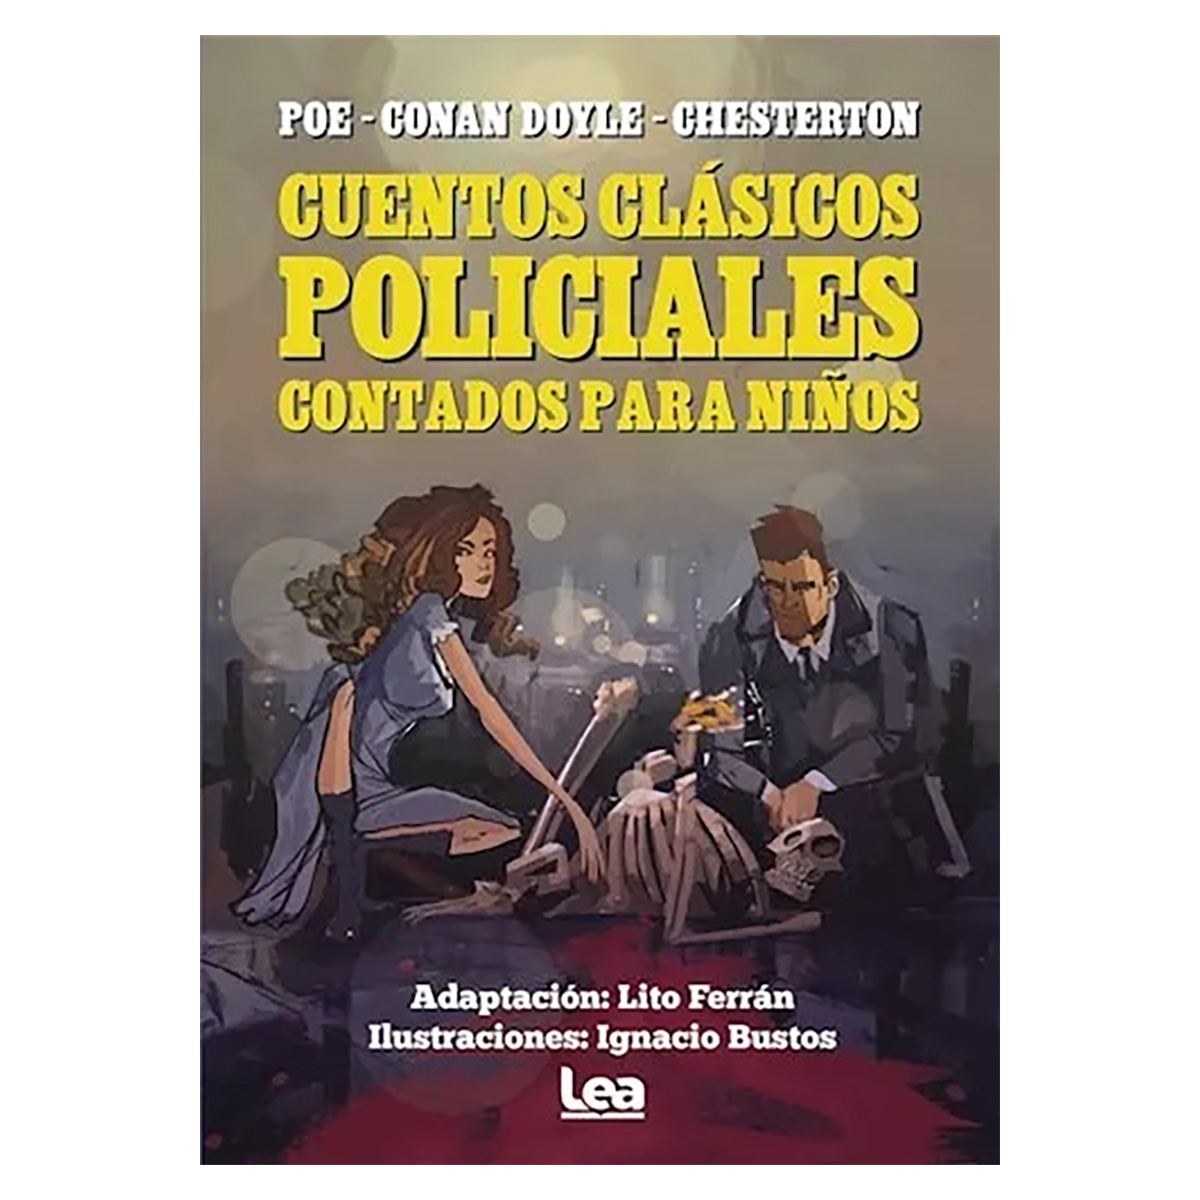 POE - CONAN DOYLE - CHESTERTON
CUENTOS CLÁSICOS
POLICIALES
CONTADOS PARA NIÑOS
Adaptación: Lito Ferrán
Ilustraciones: Ignacio Bustos
Lea